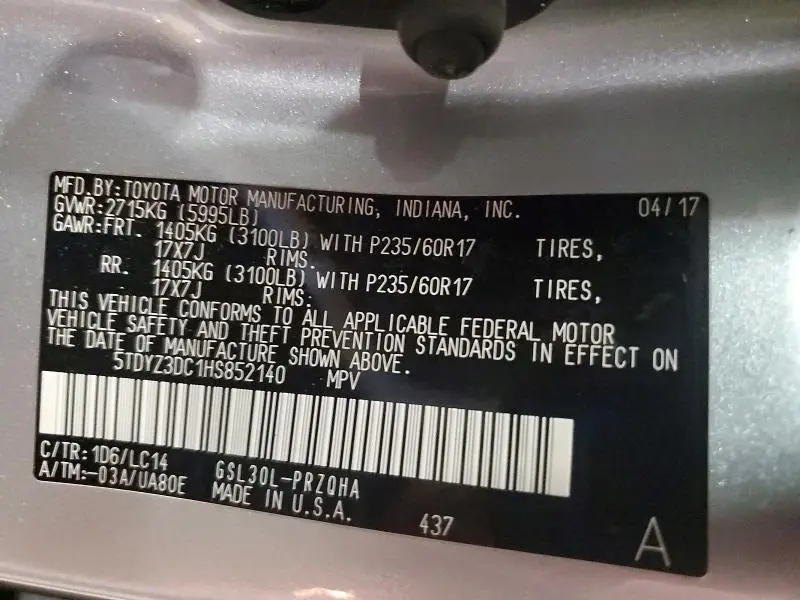 MFD.BY:TOYOTA MOTOR MANUFACTURING, INDIANA, INC. 04/17
GVWR:2715KG (5995LB)
GAWR:FRT. 1405KG (3100LB) WITH P235/60R17 TIRES,
17X7J RIMS.
RR. 1405KG (3100LB) WITH P235/60R17 TIRES,
17X7J RIMS.
THIS VEHICLE CONFORMS TO ALL APPLICABLE FEDERAL MOTOR
VEHICLE SAFETY AND THEFT PREVENTION STANDARDS IN EFFECT ON
THE DATE OF MANUFACTURE SHOWN ABOVE.
5TDYZ3DC1HS852140 MPV
C/TR:1D6/LC14 GSL30L-PRZQHA
A/TM:-03A/UA80E MADE IN U.S.A. 437 A